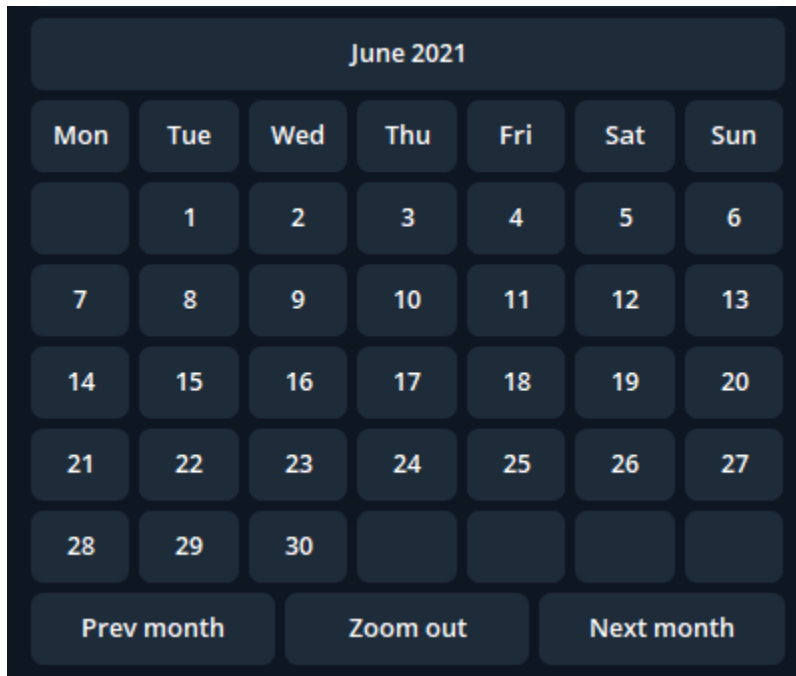 June 2021
Mon Tue Wed Thu Fri Sat Sun
1 2 3 4 5 6
7 8 9 10 11 12 13
14 15 16 17 18 19 20
21 22 23 24 25 26 27
28 29 30
Prev month Zoom out Next month